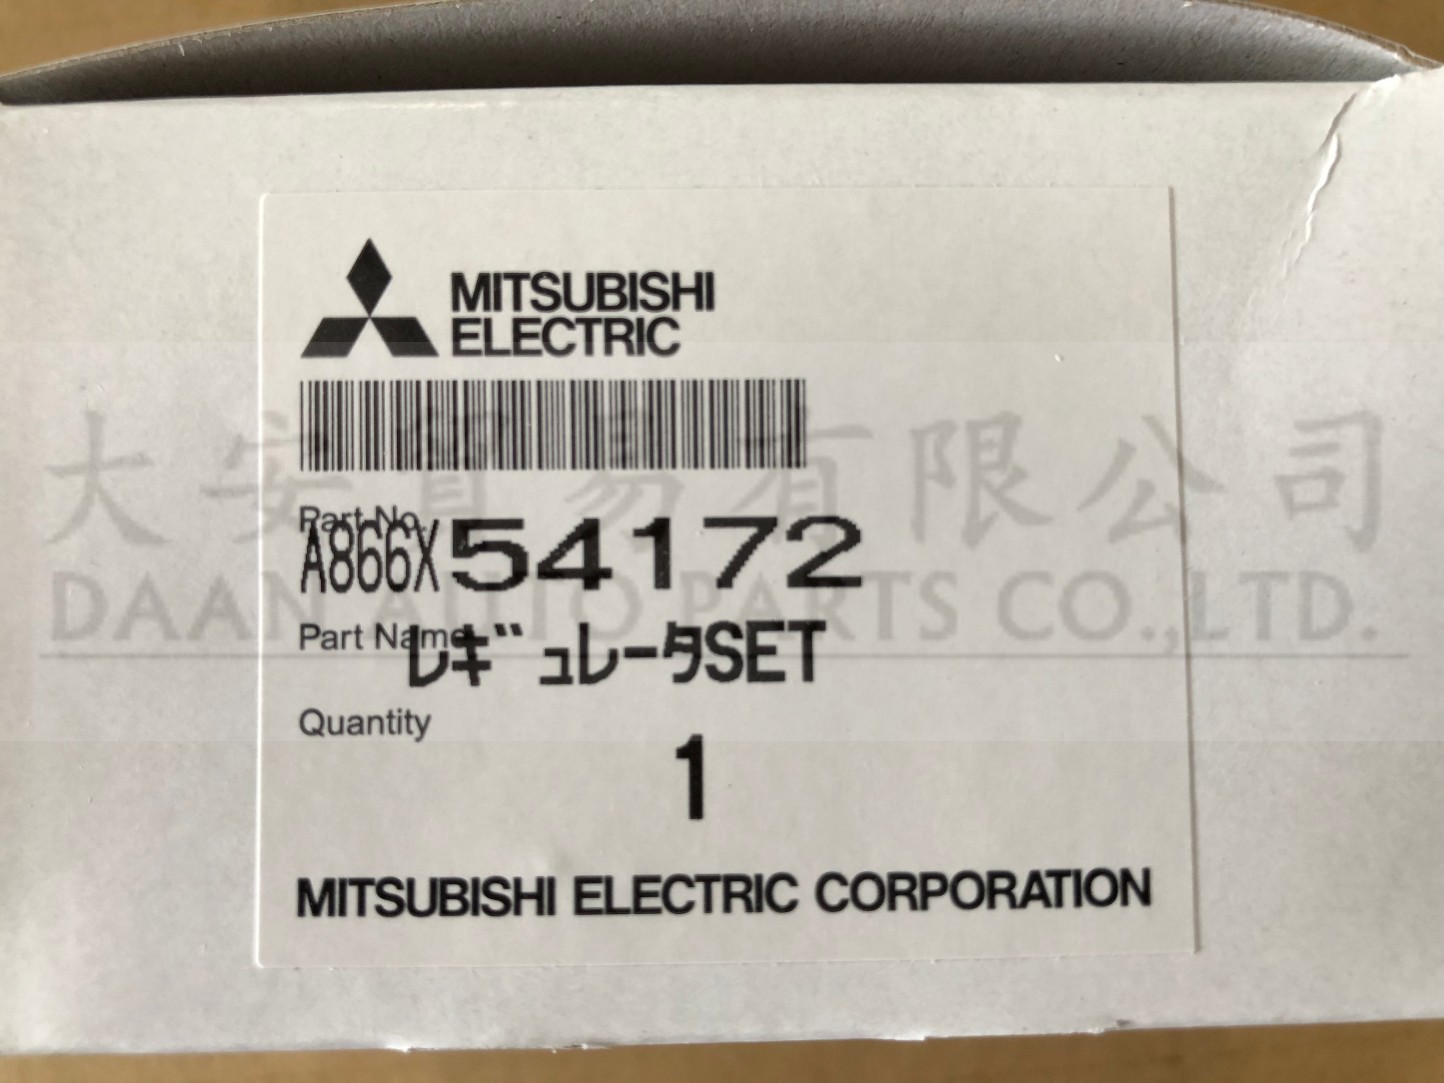 MITSUBISHI
ELECTRIC
大安貿易有限公司
Part No.
A866X54172
DAAN AUTO PARTS CO.,LTD.
Part Name
レギュレータSET
Quantity
1
MITSUBISHI ELECTRIC CORPORATION